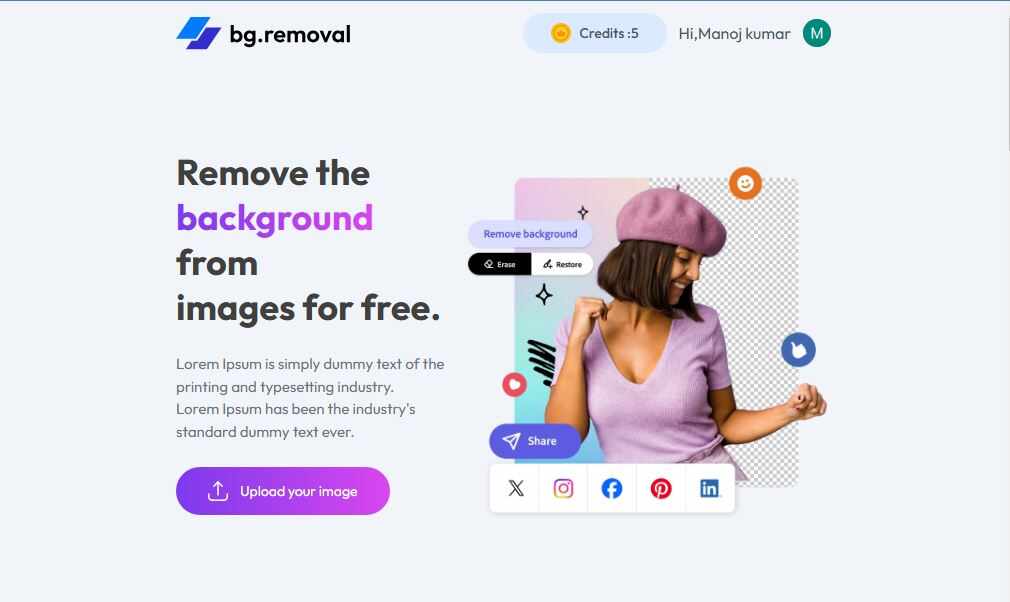 bg.removal
Credits :5
Hi,Manoj kumar
M
Remove the
background
from
images for free.
Lorem Ipsum is simply dummy text of the
printing and typesetting industry.
Lorem Ipsum has been the industry's
standard dummy text ever.
Upload your image
Remove background
Erase
Restore
Share
in